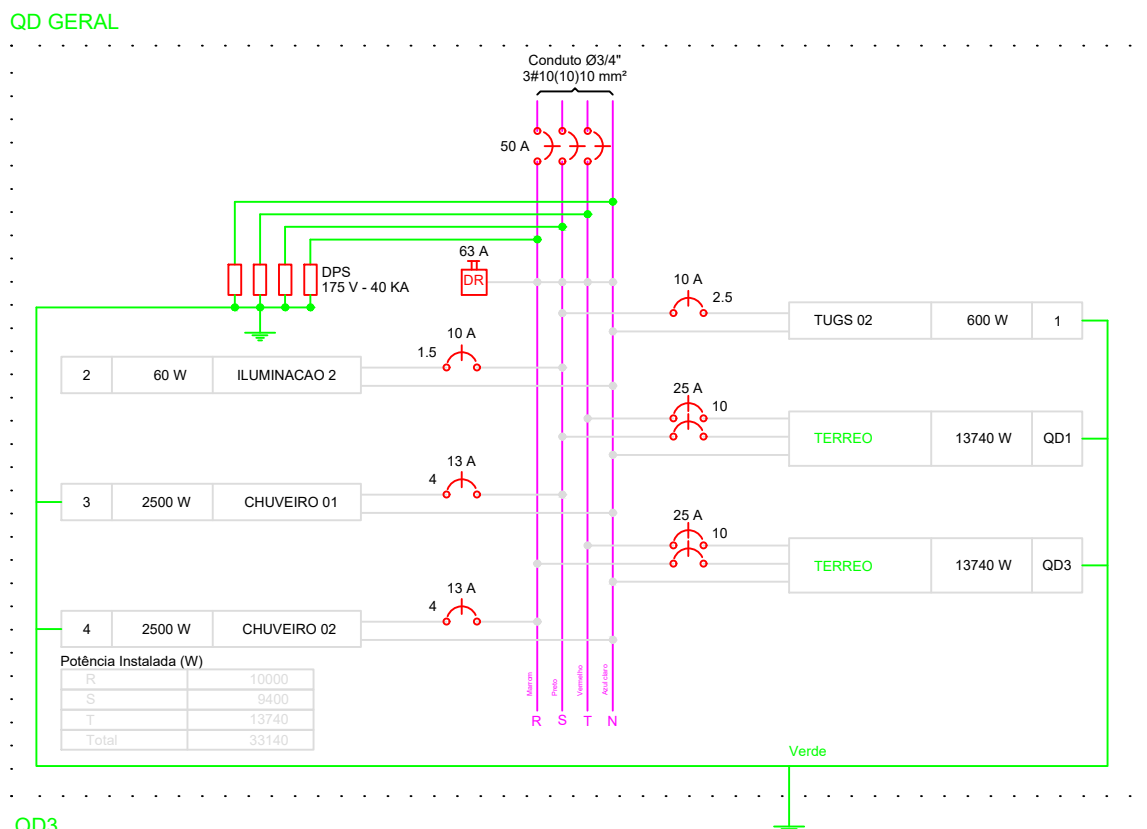 QD GERAL
Conduto Ø3/4"
3#10(10)10 mm²
50 A
63 A
DR
DPS
175 V - 40 KA
10 A
2.5
TUGS 02 600 W 1
10 A
1.5
2 60 W ILUMINACAO 2
25 A
10
TERREO 13740 W QD1
13 A
4
3 2500 W CHUVEIRO 01
25 A
10
TERREO 13740 W QD3
13 A
4
4 2500 W CHUVEIRO 02
Potência Instalada (W)
R 10000
S 9400
T 13740
Total 33140
Marrom
Preto
Vermelho
Azul claro
R S T N
Verde
QD3